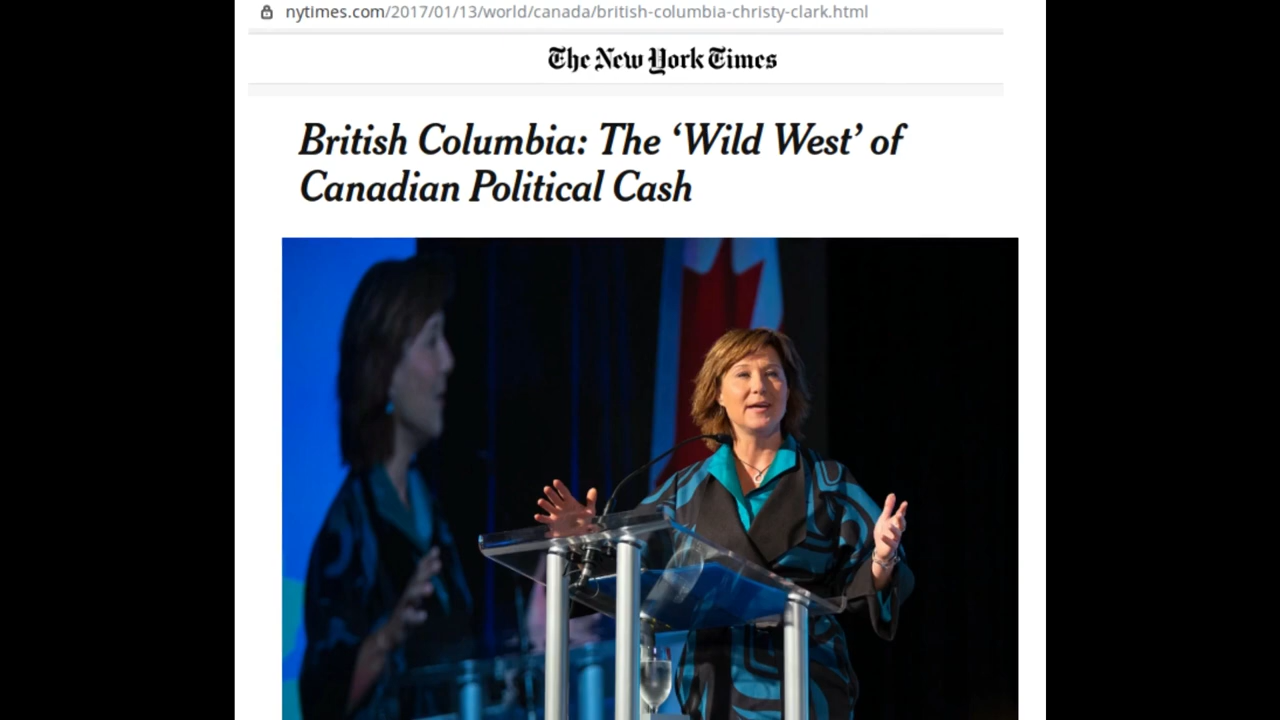 nytimes.com/2017/01/13/world/canada/british-columbia-christy-clark.html
The New York Times
British Columbia: The ‘Wild West’ of
Canadian Political Cash